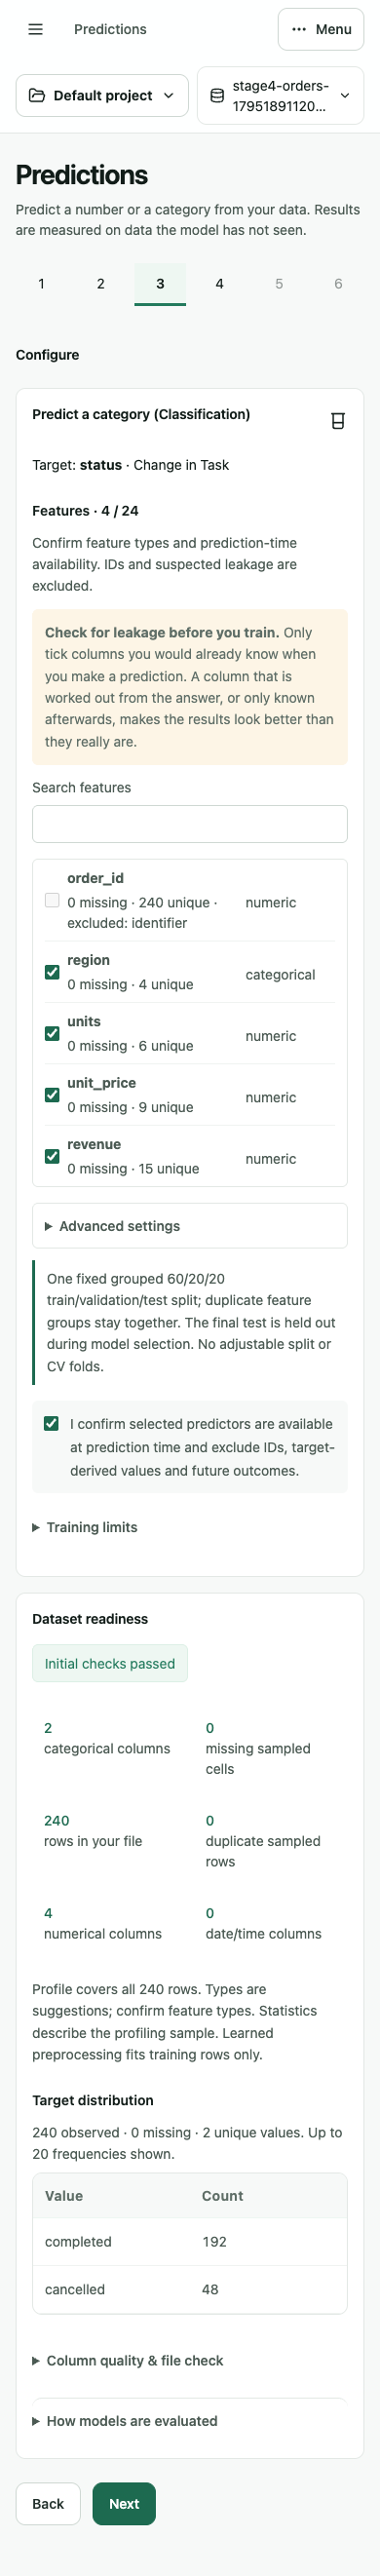 Predictions
Menu
Default project
stage4-orders-
17951891120...
Predictions
Predict a number or a category from your data. Results
are measured on data the model has not seen.
1 2 3 4 5 6
Configure
Predict a category (Classification)
Target: status · Change in Task
Features · 4 / 24
Confirm feature types and prediction-time
availability. IDs and suspected leakage are
excluded.
Check for leakage before you train. Only
tick columns you would already know when
you make a prediction. A column that is
worked out from the answer, or only known
afterwards, makes the results look better than
they really are.
Search features
order_id
0 missing · 240 unique ·
excluded: identifier
numeric
region
0 missing · 4 unique
categorical
units
0 missing · 6 unique
numeric
unit_price
0 missing · 9 unique
numeric
revenue
0 missing · 15 unique
numeric
Advanced settings
One fixed grouped 60/20/20
train/validation/test split; duplicate feature
groups stay together. The final test is held out
during model selection. No adjustable split or
CV folds.
I confirm selected predictors are available
at prediction time and exclude IDs, target-
derived values and future outcomes.
Training limits
Dataset readiness
Initial checks passed
2
categorical columns
0
missing sampled
cells
240
rows in your file
0
duplicate sampled
rows
4
numerical columns
0
date/time columns
Profile covers all 240 rows. Types are
suggestions; confirm feature types. Statistics
describe the profiling sample. Learned
preprocessing fits training rows only.
Target distribution
240 observed · 0 missing · 2 unique values. Up to
20 frequencies shown.
Value Count
completed 192
cancelled 48
Column quality & file check
How models are evaluated
Back Next